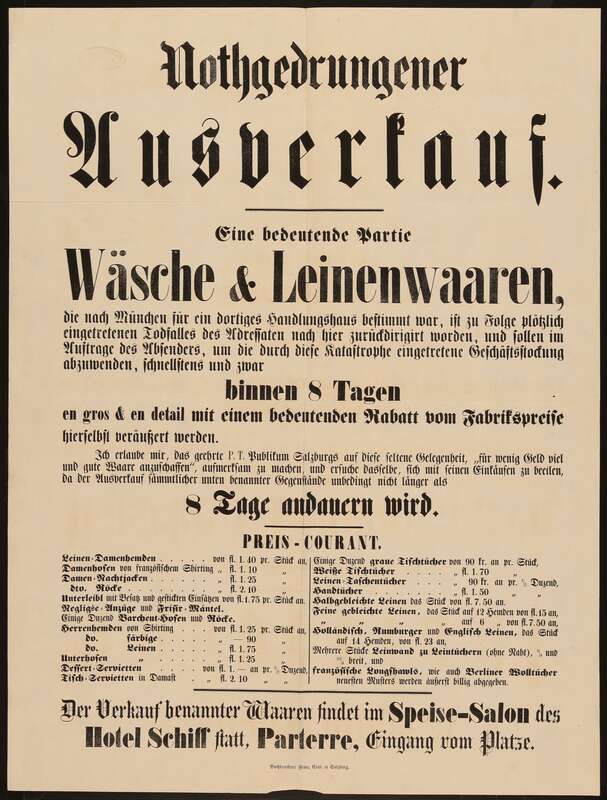 Nothgedrungener
Ausverkauf.
Eine bedeutende Partie
Wäsche & Leinenwaaren,
die nach München für ein dortiges Handlungshaus bestimmt war, ist zu Folge plötzlich
eingetretenen Todfalles des Adressaten nach hier zurückdirigirt worden, und sollen im
Auftrage des Absenders, um die durch diese Katastrophe eingetretene Geschäftsstockung
abzuwenden, schnellstens und zwar
binnen 8 Tagen
en gros & en detail mit einem bedeutenden Rabatt vom Fabrikspreise
hierselbst veräußert werden.
Ich erlaube mir, das geehrte P. T. Publikum Salzburgs auf diese seltene Gelegenheit, „für wenig Geld viel
und gute Waare anzuschaffen“, aufmerksam zu machen, und ersuche dasselbe, sich mit seinen Einkäufen zu beeilen,
da der Ausverkauf sämmtlicher unten benannter Gegenstände unbedingt nicht länger als
8 Tage andauern wird.
PREIS-COURANT.
Leinen-Damenhemden . . . . . von fl. 1. 40 pr. Stück an,
Damenhosen von französischen Shirting „ fl. 1. 10 „
Damen-Nachtjacken . . . . . . „ fl. 1. 25 „
dto. Röcke . . . . . . . „ fl. 2. 10 „
Unterleibl mit Besatz und gestickten Einsätzen von fl. 1.75 pr. Stück an.
Negligée-Anzüge und Frisir-Mäntel.
Einige Duzend Barchent-Hosen und Röcke.
Herrenhemden von Shirting . . . von fl. 1. 25 pr. Stück an,
do. färbige . . . . . „ — 90 „
do. Leinen . . . . „ fl. 1. 75 „
Unterhosen „ . . . . „ fl. 1. 25 „
Dessert-Servietten . . . . von fl. 1. — an pr. Duzend,
Tisch-Servietten in Damast . „ fl. 2. 10 „ „
Einige Duzend graue Tischtücher von 90 kr. an pr. Stück,
Weiße Tischtücher . . . . . „ fl. 1. 70 „
Leinen-Taschentücher . . . „ 90 kr. an pr. Duzend,
Handtücher . . . . . . . „ fl. 1. 50 „
Halbgebleichte Leinen das Stück von fl. 7. 50 an.
Feine gebleichte Leinen, das Stück auf 12 Hemden von fl. 15 an,
„ „ „ „ auf 6 „ von fl. 7.50 an,
Holländisch, Rumburger und Englisch Leinen, das Stück
auf 14 Hemden, von fl. 23 an,
Mehrere Stücke Leinwand zu Leintüchern (ohne Naht), und
breit, und
französische Longshawls, wie auch Berliner Wolltücher
neuesten Musters werden äußerst billig abgegeben.
Der Verkauf benannter Waaren findet im Speise-Salon des
Hotel Schiff statt, Parterre, Eingang vom Platze.
in Salzburg.